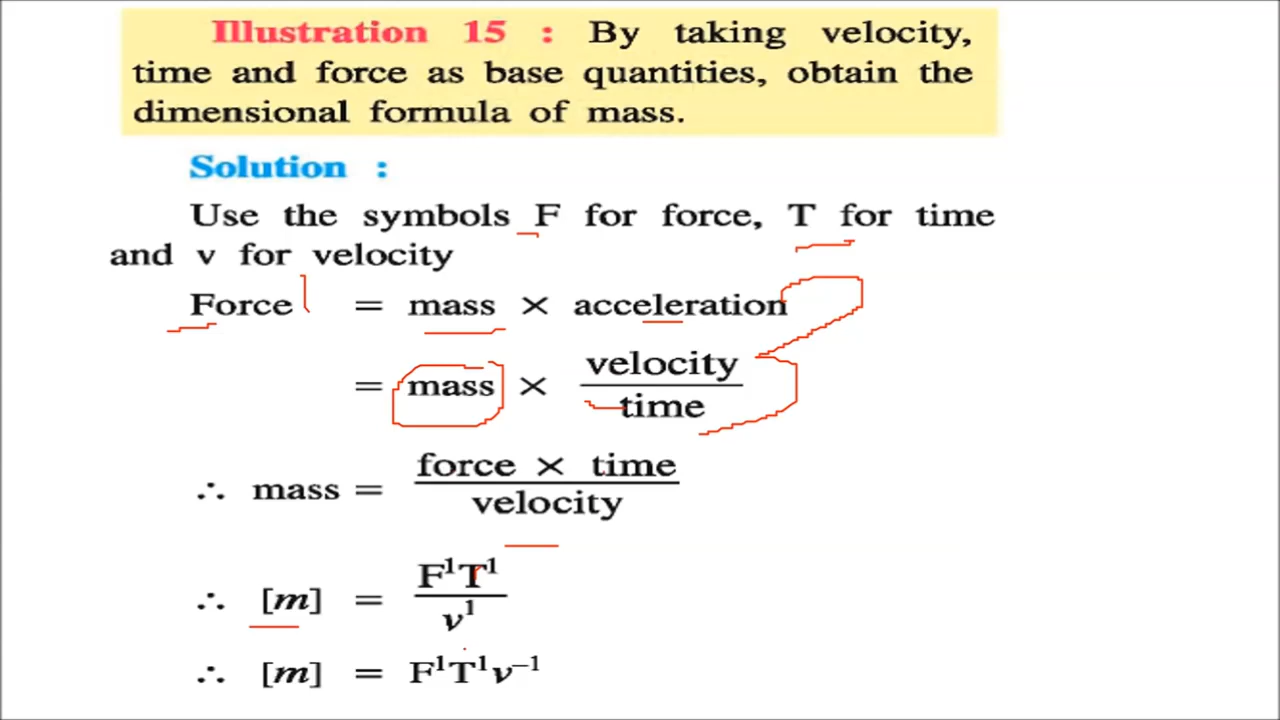 Illustration 15 : By taking velocity,
time and force as base quantities, obtain the
dimensional formula of mass.
Solution :
Use the symbols F for force, T for time
and v for velocity
Force = mass × acceleration
= mass × velocity / time
∴ mass = force × time / velocity
∴ [m] = F¹T¹ / v¹
∴ [m] = F¹T¹v⁻¹